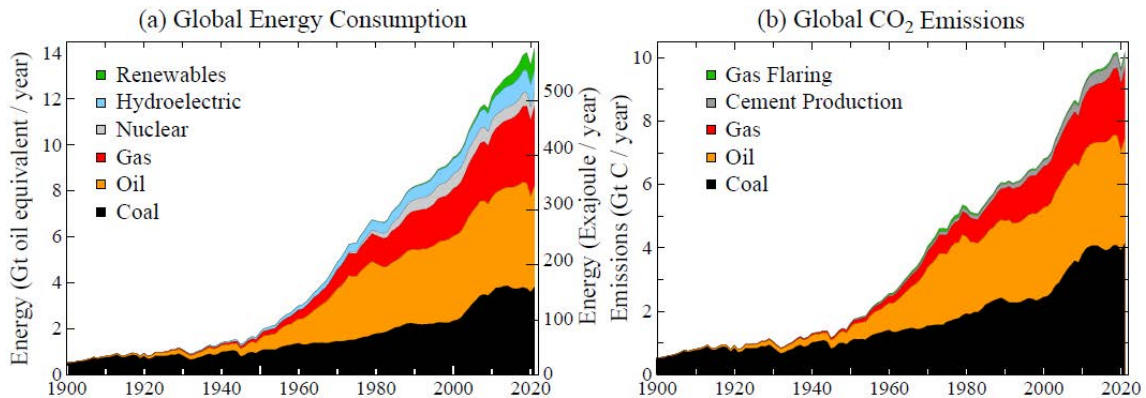 (a) Global Energy Consumption
14
12
10
8
6
4
2
0
Energy (Gt oil equivalent / year)
Renewables
Hydroelectric
Nuclear
Gas
Oil
Coal
500
400
300
200
100
0
Energy (Exajoule / year)
1900 1920 1940 1960 1980 2000 2020
(b) Global CO₂ Emissions
10
8
6
4
2
0
Emissions (Gt C / year)
Gas Flaring
Cement Production
Gas
Oil
Coal
1900 1920 1940 1960 1980 2000 2020